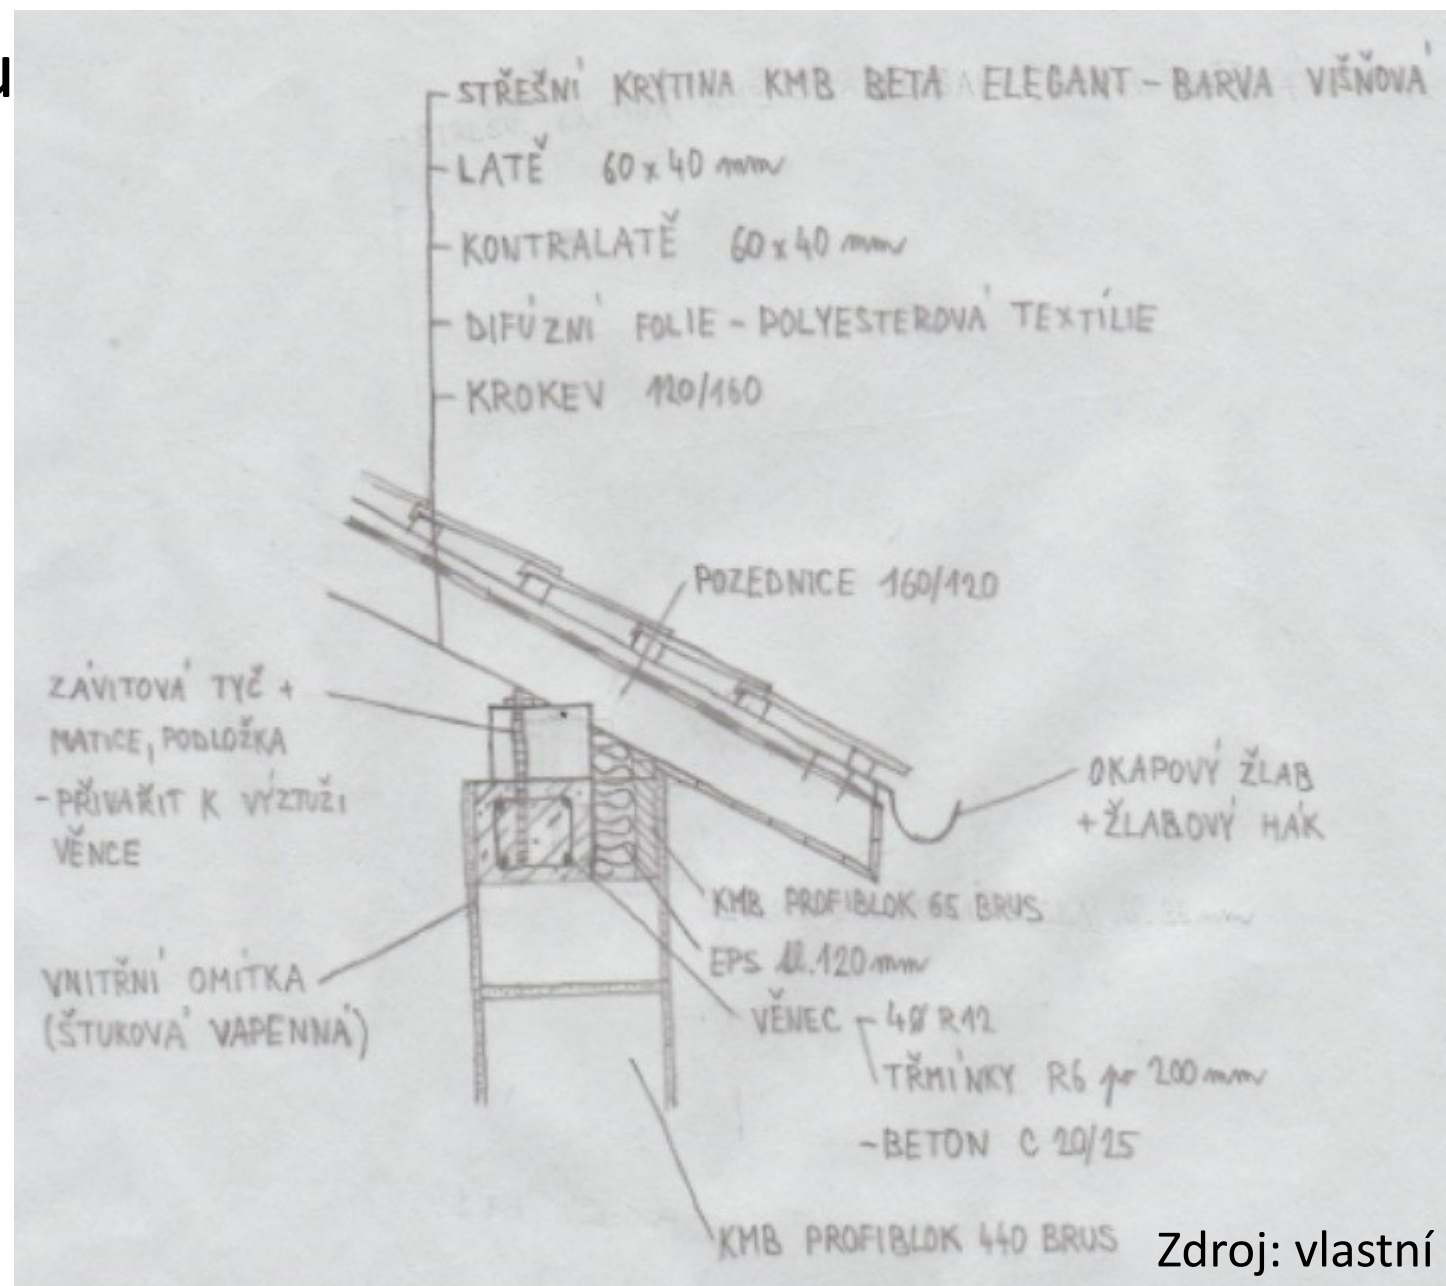 u
STŘEŠNÍ KRYTINA KMB BETA ELEGANT - BARVA VIŠŇOVÁ
LATĚ 60 x 40 mm
KONTRALATĚ 60 x 40 mm
DIFÚZNÍ FOLIE - POLYESTEROVÁ TEXTÍLIE
KROKEV 120/160
POZEDNICE 160/120
ZÁVITOVÁ TYČ +
MATICE, PODLOŽKA
- PŘIVAŘIT K VÝZTUŽI
VĚNCE
OKAPOVÝ ŽLAB
+ ŽLABOVÝ HÁK
KMB PROFIBLOK 65 BRUS
EPS tl. 120 mm
VNITŘNÍ OMÍTKA
(ŠTUKOVÁ VÁPENNÁ)
VĚNEC - 4Ø R12
TŘMÍNKY R6 po 200 mm
- BETON C 20/25
KMB PROFIBLOK 440 BRUS
Zdroj: vlastní